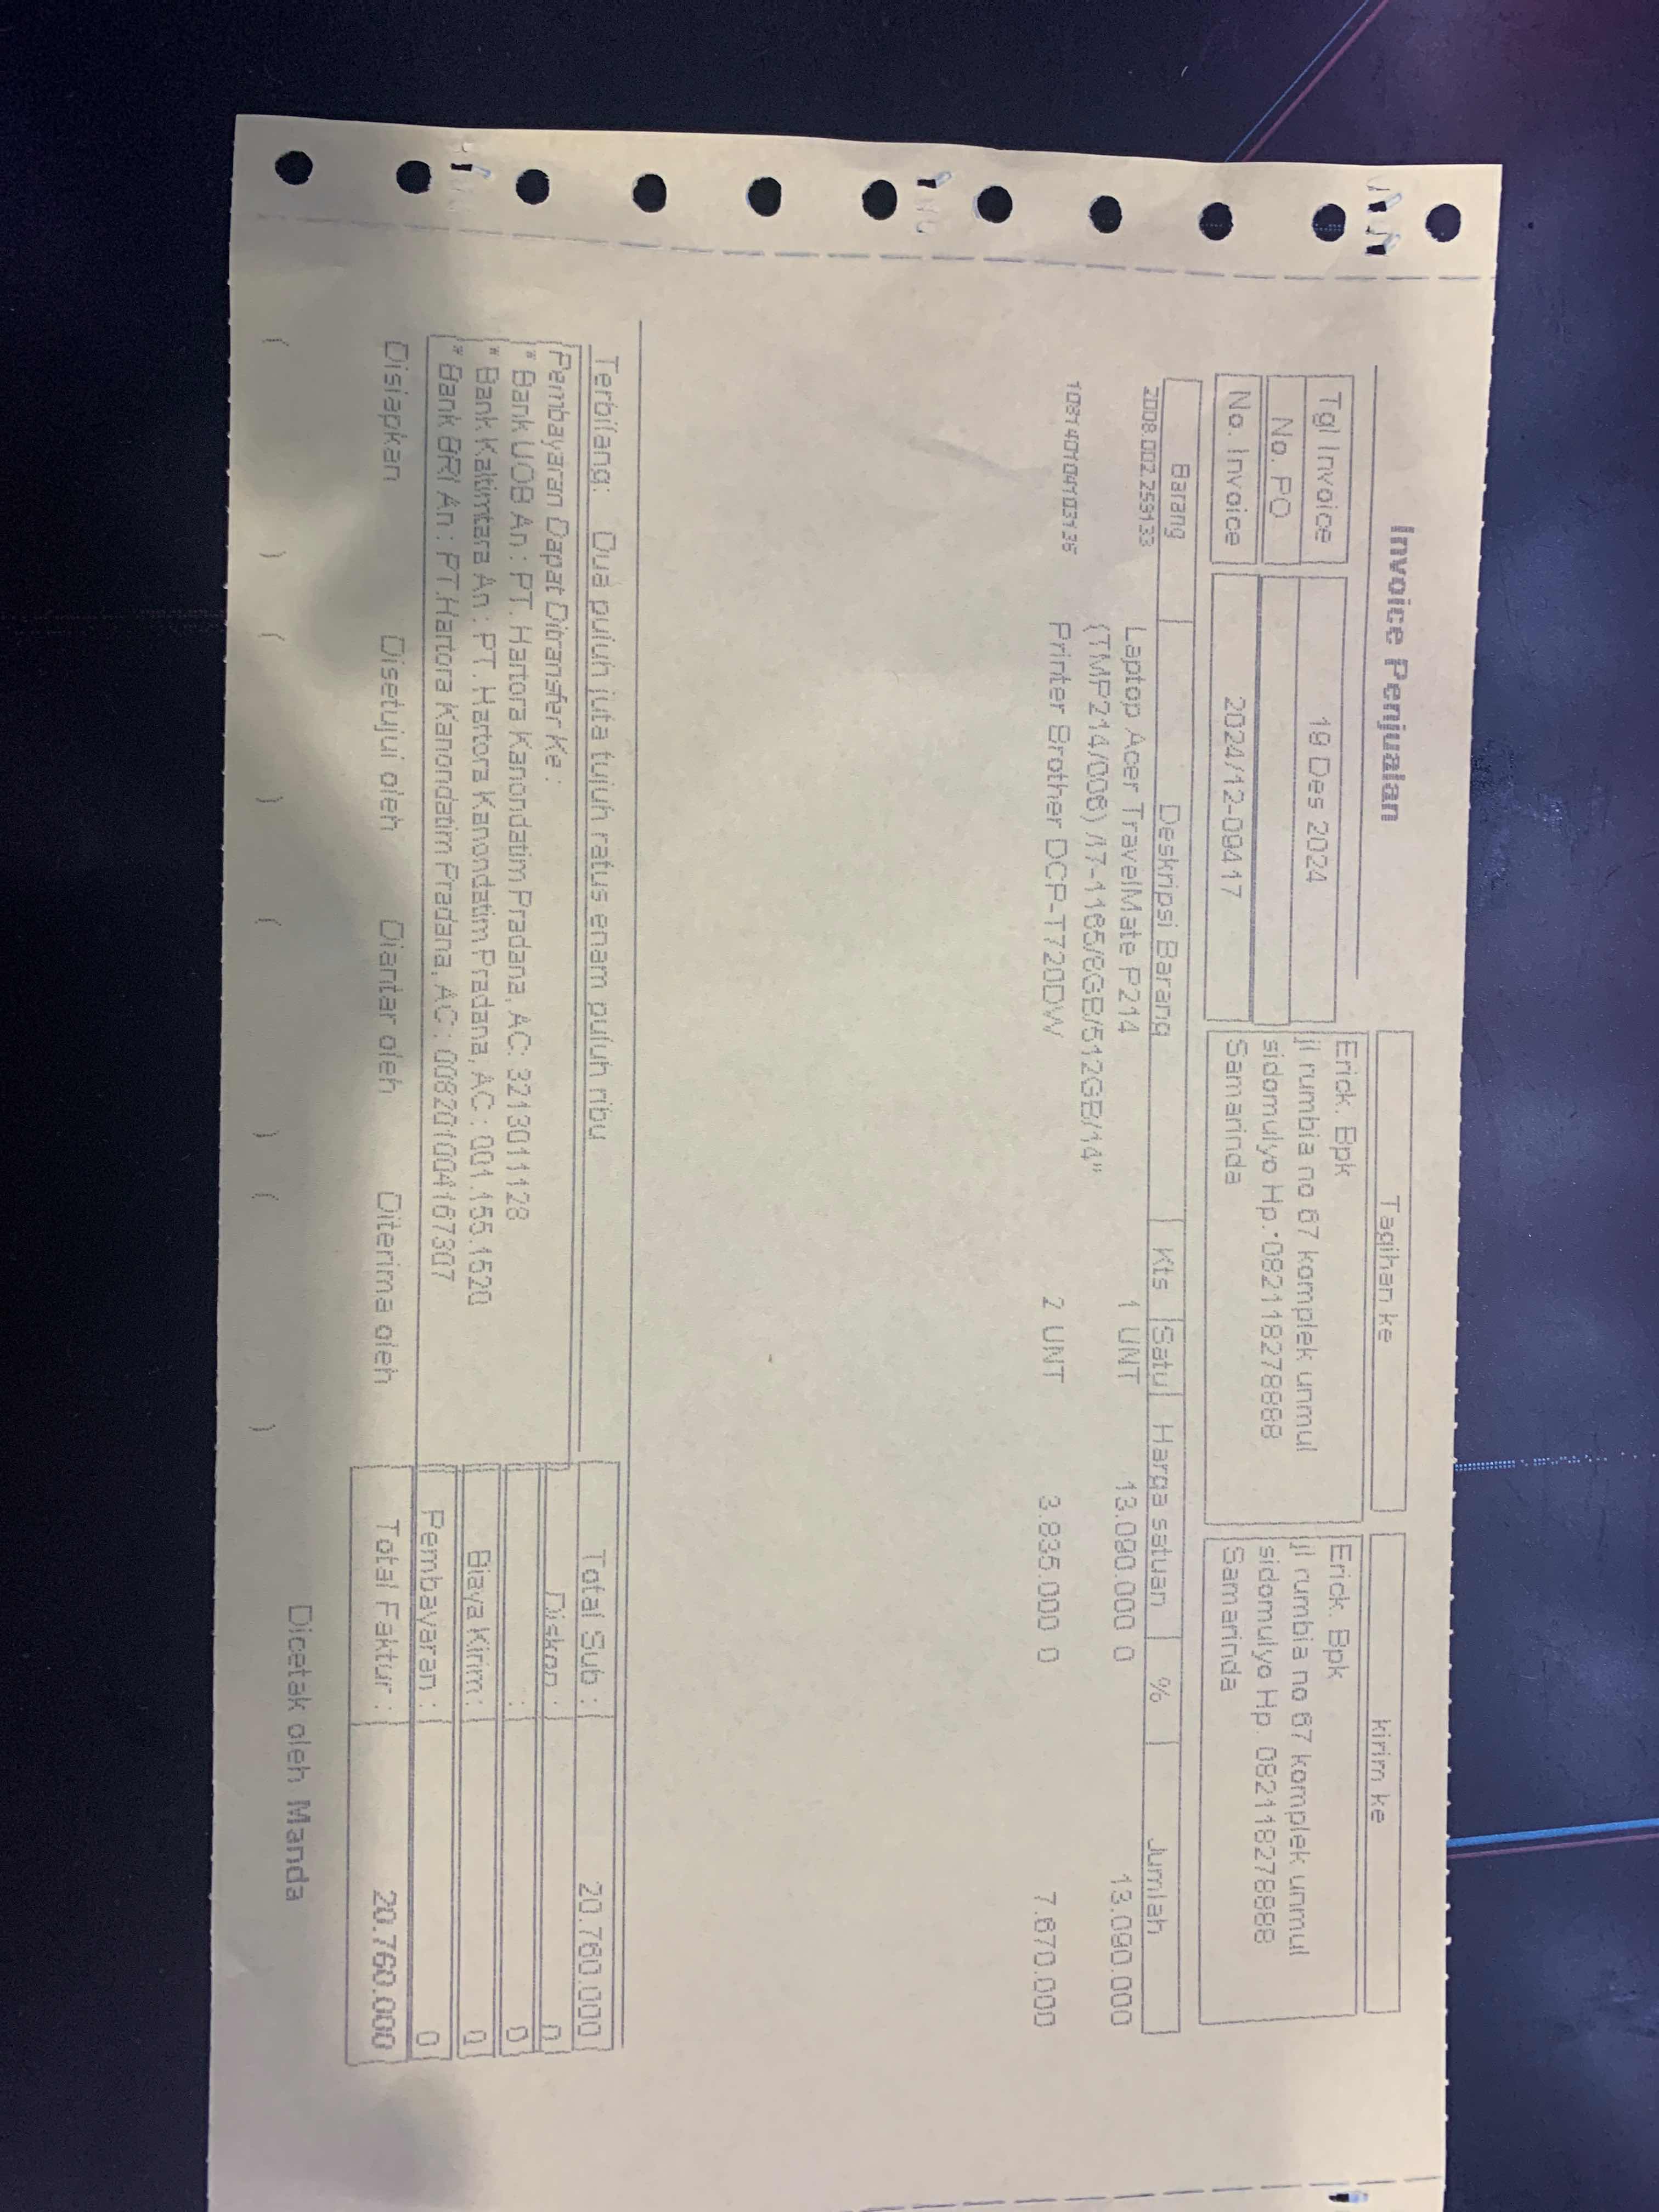 Invoice Penjualan
Tgl Invoice 19 Des 2024
No. PO
No. Invoice 2024/12-09417
Tagihan ke
Erick. Bpk
jl rumbia no 67 komplek unmul
sidomulyo Hp. 082118278888
Samarinda
kirim ke
Erick. Bpk
jl rumbia no 67 komplek unmul
sidomulyo Hp. 082118278888
Samarinda
Barang Deskripsi Barang Kts Satu Harga satuan % Jumlah
2008.002.259133 Laptop Acer TravelMate P214 1 UNT 13.090.000 0 13.090.000
(TMP214/006) /i7-1165/8GB/512GB/14"
Printer Brother DCP-T720DW 2 UNT 3.835.000 0 7.670.000
Terbilang: Dua puluh juta tujuh ratus enam puluh ribu
Pembayaran Dapat Ditransfer Ke :
* Bank UOB An : PT. Hartora Kanondatim Pradana, AC: 3213011128
* Bank Kaltimtara An : PT. Hartora Kanondatim Pradana, AC : 001.155.1520
* Bank BRI An : PT.Hartora Kanondatim Pradana, AC : 008201004167307
Total Sub : 20.760.000
Diskon : 0
: 0
Biaya Kirim : 0
Pembayaran : 0
Total Faktur : 20.760.000
Disiapkan Disetujui oleh Diantar oleh Diterima oleh
( ) ( ) ( ) ( )
Dicetak oleh Manda